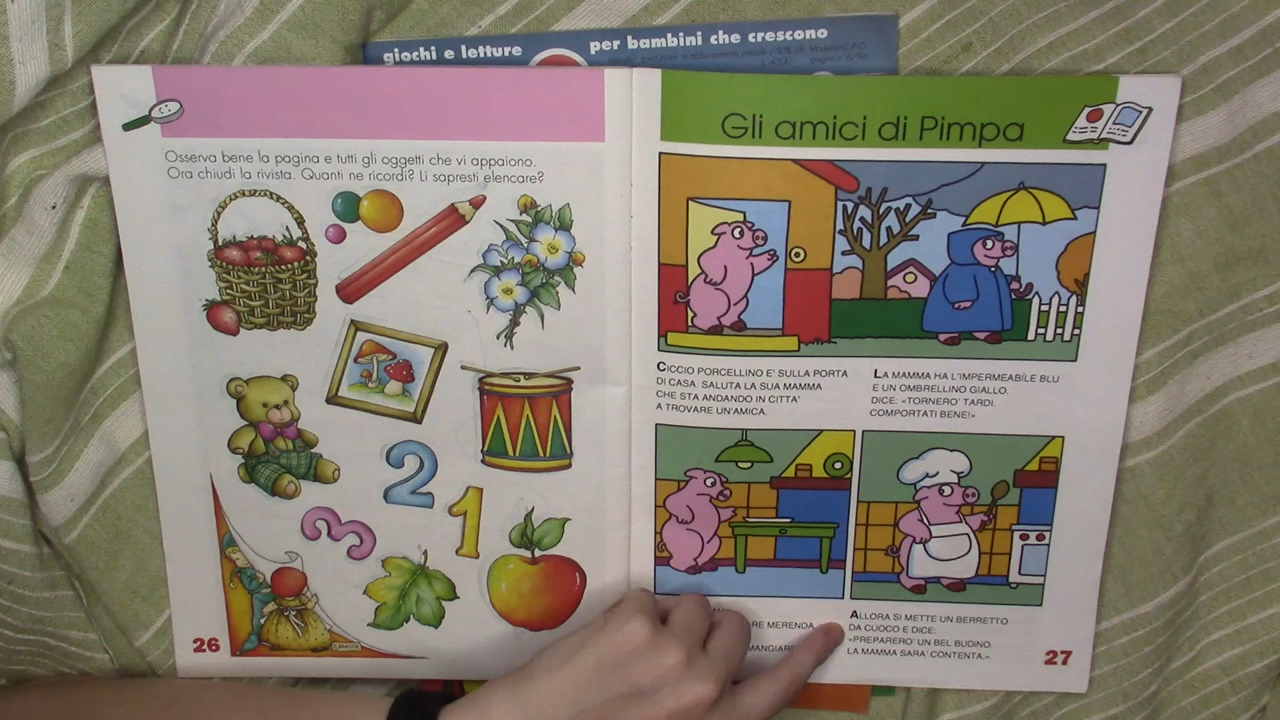 giochi e letture
per bambini che crescono
Osserva bene la pagina e tutti gli oggetti che vi appaiono.
Ora chiudi la rivista. Quanti ne ricordi? Li sapresti elencare?
2
1
3
26
Gli amici di Pimpa
CICCIO PORCELLINO E' SULLA PORTA
DI CASA. SALUTA LA SUA MAMMA
CHE STA ANDANDO IN CITTA'
A TROVARE UN'AMICA.
LA MAMMA HA L'IMPERMEABILE BLU
E UN OMBRELLINO GIALLO.
DICE: «TORNERO' TARDI.
COMPORTATI BENE!»
MERENDA
ALLORA SI METTE UN BERRETTO
DA CUOCO E DICE:
«PREPARERO' UN BEL BUDINO.
LA MAMMA SARA' CONTENTA.»
27